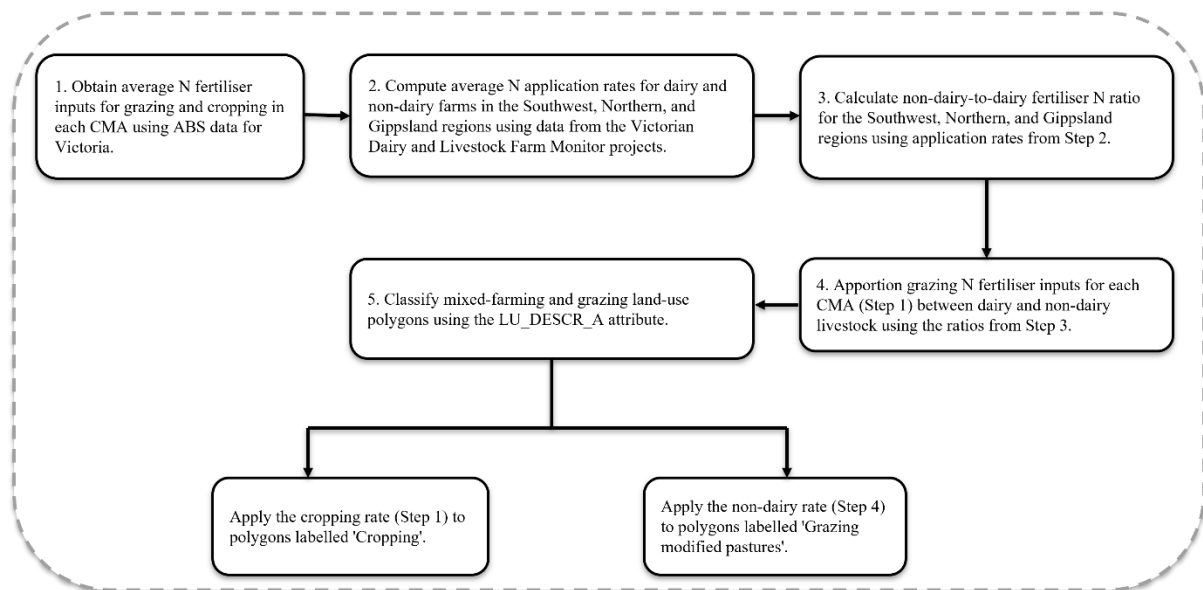 1. Obtain average N fertiliser
inputs for grazing and cropping in
each CMA using ABS data for
Victoria.
2. Compute average N application rates for dairy and
non-dairy farms in the Southwest, Northern, and
Gippsland regions using data from the Victorian
Dairy and Livestock Farm Monitor projects.
3. Calculate non-dairy-to-dairy fertiliser N ratio
for the Southwest, Northern, and Gippsland
regions using application rates from Step 2.
4. Apportion grazing N fertiliser inputs for each
CMA (Step 1) between dairy and non-dairy
livestock using the ratios from Step 3.
5. Classify mixed-farming and grazing land-use
polygons using the LU_DESCR_A attribute.
Apply the cropping rate (Step 1) to
polygons labelled 'Cropping'.
Apply the non-dairy rate (Step 4)
to polygons labelled 'Grazing
modified pastures'.